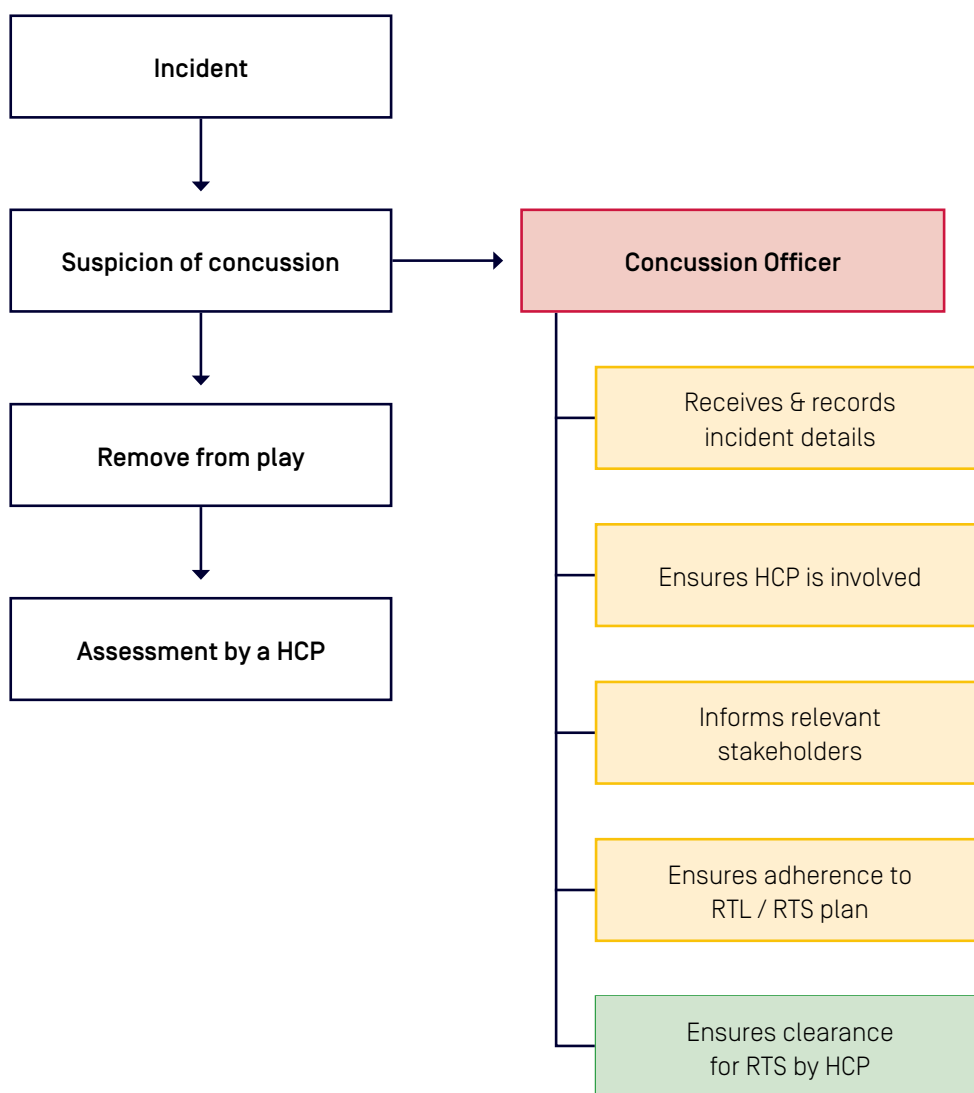 Incident
Suspicion of concussion
Concussion Officer
Remove from play
Assessment by a HCP
Receives & records
incident details
Ensures HCP is involved
Informs relevant
stakeholders
Ensures adherence to
RTL / RTS plan
Ensures clearance
for RTS by HCP